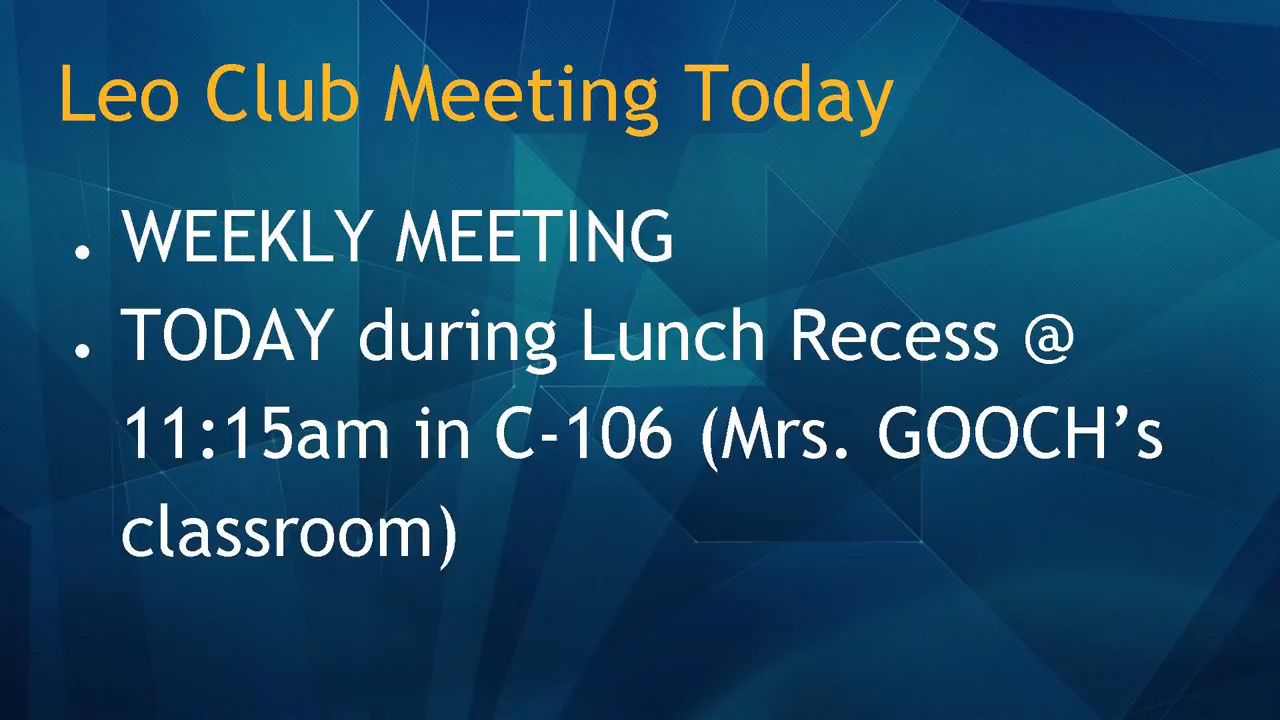 Leo Club Meeting Today
• WEEKLY MEETING
• TODAY during Lunch Recess @
11:15am in C-106 (Mrs. GOOCH’s
classroom)